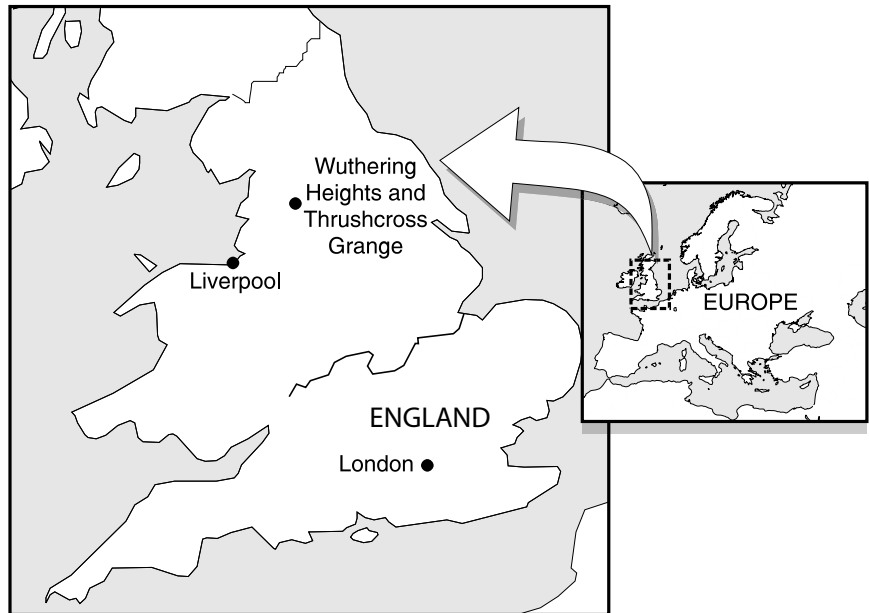 Wuthering
Heights and
Thrushcross
Grange
Liverpool
EUROPE
ENGLAND
London